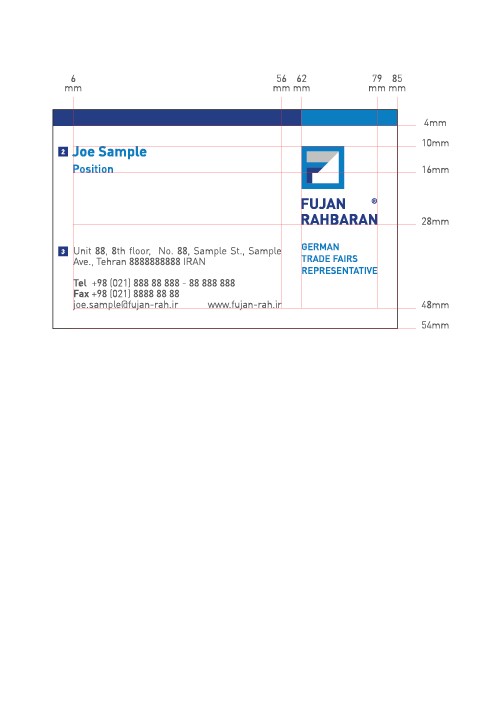 6 56 62 79 85
mm mm mm mm mm
4mm
10mm
2 Joe Sample
Position 16mm
FUJAN ®
RAHBARAN 28mm
3 Unit 88, 8th floor, No. 88, Sample St., Sample
Ave., Tehran 8888888888 IRAN
GERMAN
TRADE FAIRS
REPRESENTATIVE
Tel +98 (021) 888 88 888 - 88 888 888
Fax +98 (021) 8888 88 88
joe.sample@fujan-rah.ir www.fujan-rah.ir 48mm
54mm